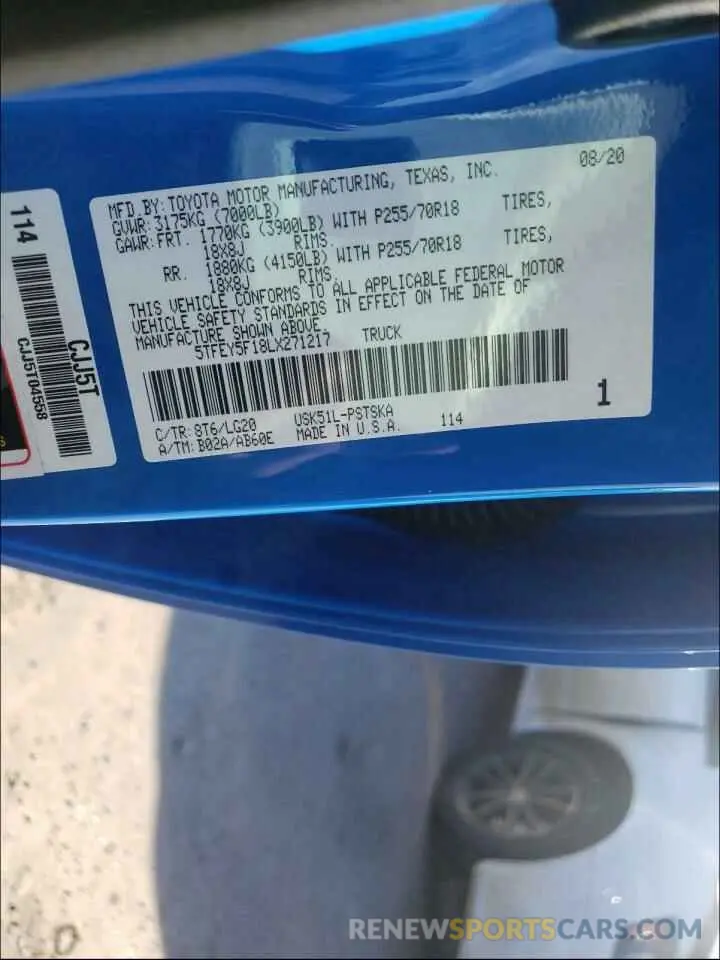 MFD.BY:TOYOTA MOTOR MANUFACTURING, TEXAS, INC. 08/20
GVWR:3175KG (7000LB)
GAWR:FRT. 1770KG (3900LB) WITH P255/70R18 TIRES,
18X8J RIMS.
RR. 1880KG (4150LB) WITH P255/70R18 TIRES,
18X8J RIMS.
THIS VEHICLE CONFORMS TO ALL APPLICABLE FEDERAL MOTOR
VEHICLE SAFETY STANDARDS IN EFFECT ON THE DATE OF
MANUFACTURE SHOWN ABOVE.
5TFEY5F18LX271217 TRUCK
C/TR:8T6/LG20 USK51L-PSTSKA 1
A/TM:B02A/AB60E MADE IN U.S.A. 114
114
CJJ5T
CJJ5T04558
RENEWSPORTSCARS.COM